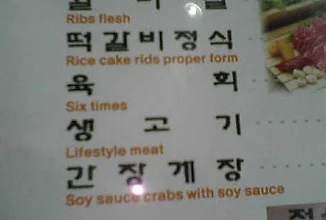 Ribs flesh
떡갈비정식
Rice cake rids proper form
육 회
Six times
생 고 기
Lifestyle meat
간 장 게 장
Soy sauce crabs with soy sauce